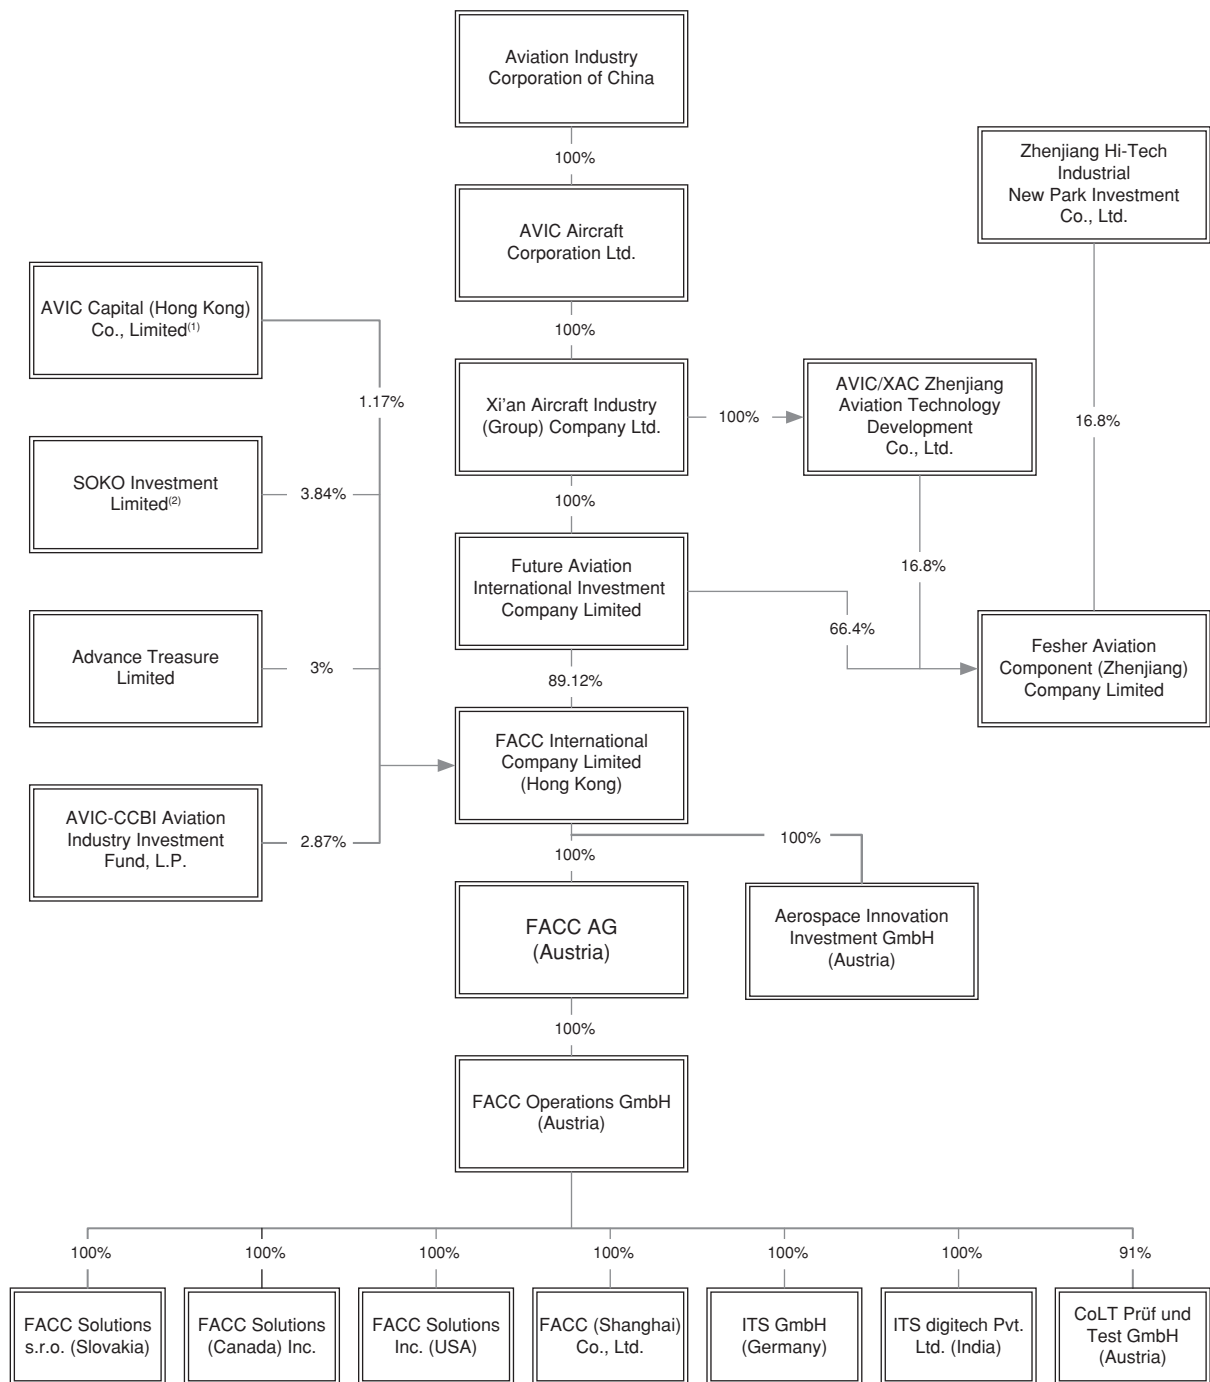 Aviation Industry
Corporation of China
100%
Zhenjiang Hi-Tech
Industrial
New Park Investment
Co., Ltd.
AVIC Aircraft
Corporation Ltd.
AVIC Capital (Hong Kong)
Co., Limited(1)
100%
1.17%
Xi'an Aircraft Industry
(Group) Company Ltd.
100%
AVIC/XAC Zhenjiang
Aviation Technology
Development
Co., Ltd.
16.8%
SOKO Investment
Limited(2)
3.84%
100%
Future Aviation
International Investment
Company Limited
16.8%
66.4%
Advance Treasure
Limited
3%
89.12%
Fesher Aviation
Component (Zhenjiang)
Company Limited
FACC International
Company Limited
(Hong Kong)
AVIC-CCBI Aviation
Industry Investment
Fund, L.P.
2.87%
100%
100%
FACC AG
(Austria)
Aerospace Innovation
Investment GmbH
(Austria)
100%
FACC Operations GmbH
(Austria)
100%
100%
100%
100%
100%
100%
91%
FACC Solutions
s.r.o. (Slovakia)
FACC Solutions
(Canada) Inc.
FACC Solutions
Inc. (USA)
FACC (Shanghai)
Co., Ltd.
ITS GmbH
(Germany)
ITS digitech Pvt.
Ltd. (India)
CoLT Prüf und
Test GmbH
(Austria)